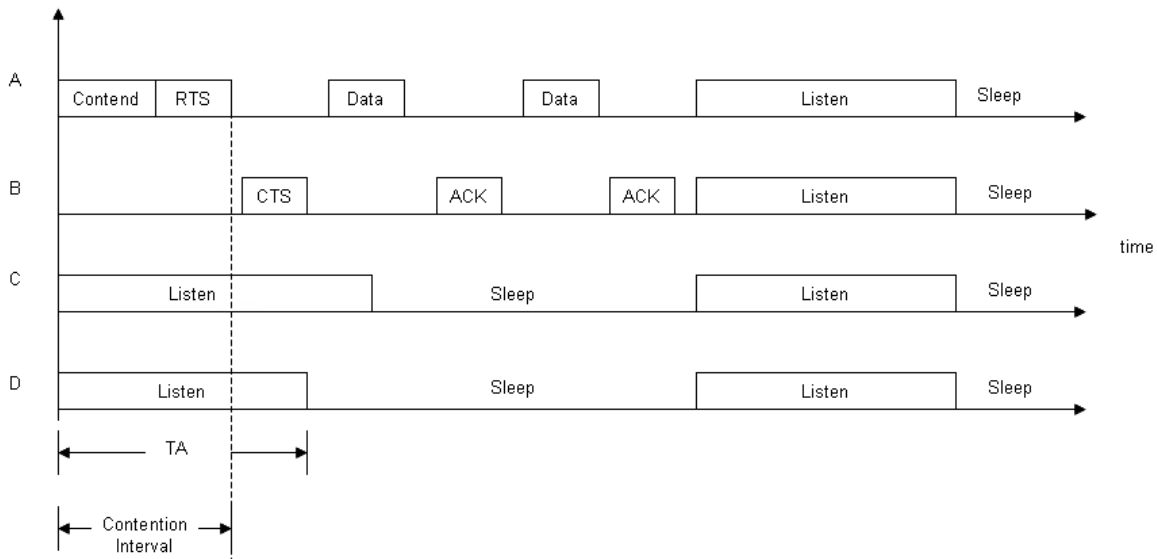 A
Contend RTS Data Data Listen Sleep
B
CTS ACK ACK Listen Sleep
time
C
Listen Sleep Listen Sleep
D
Listen Sleep Listen Sleep
TA
Contention
Interval